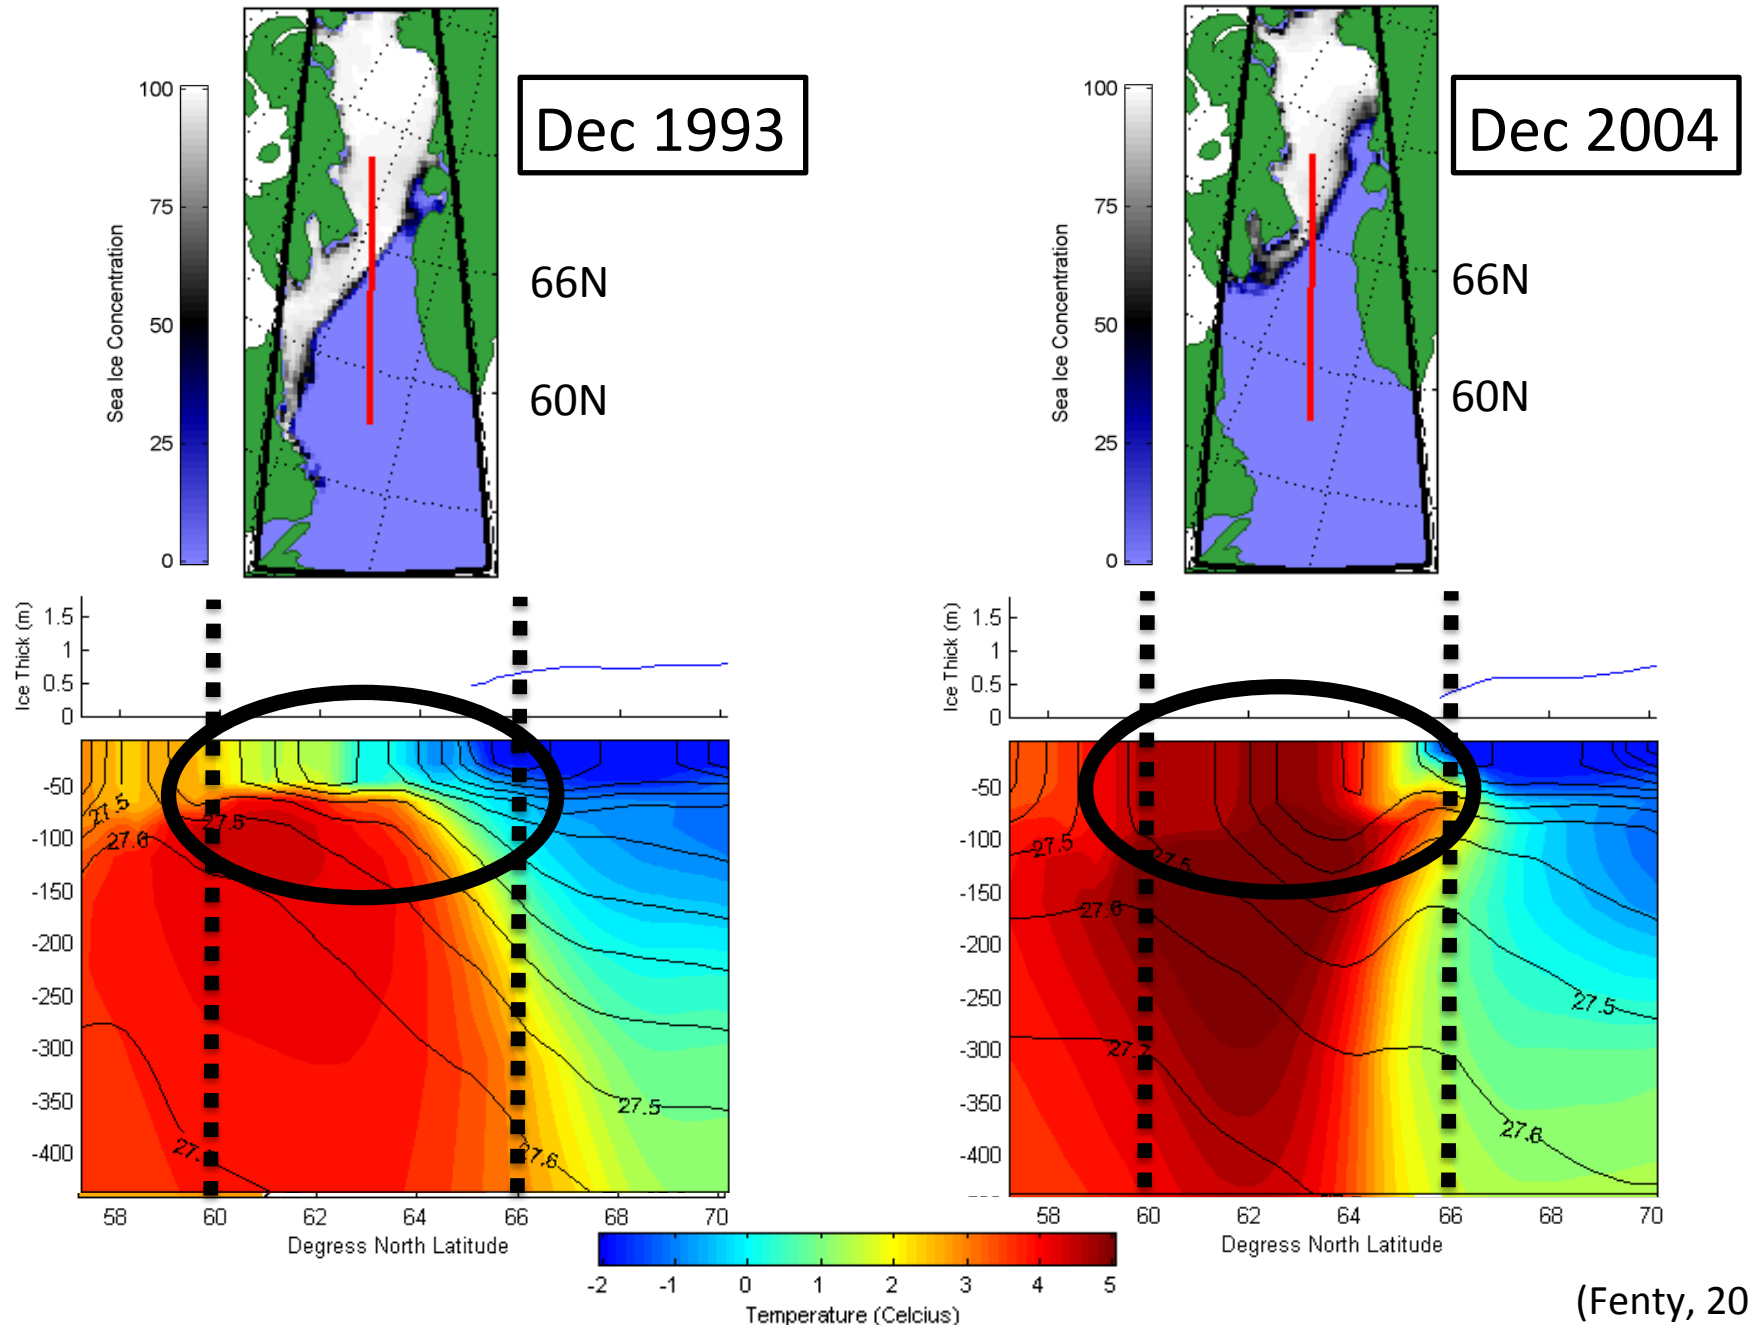 Dec 1993
100
75
50
25
0
Sea Ice Concentration
66N
60N
Dec 2004
100
75
50
25
0
Sea Ice Concentration
66N
60N
Ice Thick (m)
1.5
1
0.5
0
-50
-100
-150
-200
-250
-300
-350
-400
27.5
27.6
27.5
27.5
27.6
58 60 62 64 66 68 70
Degress North Latitude
Ice Thick (m)
1.5
1
0.5
0
-50
-100
-150
-200
-250
-300
-350
-400
27.5
27.5
27.6
27.5
27.7
27.6
58 60 62 64 66 68 70
Degress North Latitude
-2 -1 0 1 2 3 4 5
Temperature (Celcius)
(Fenty, 20